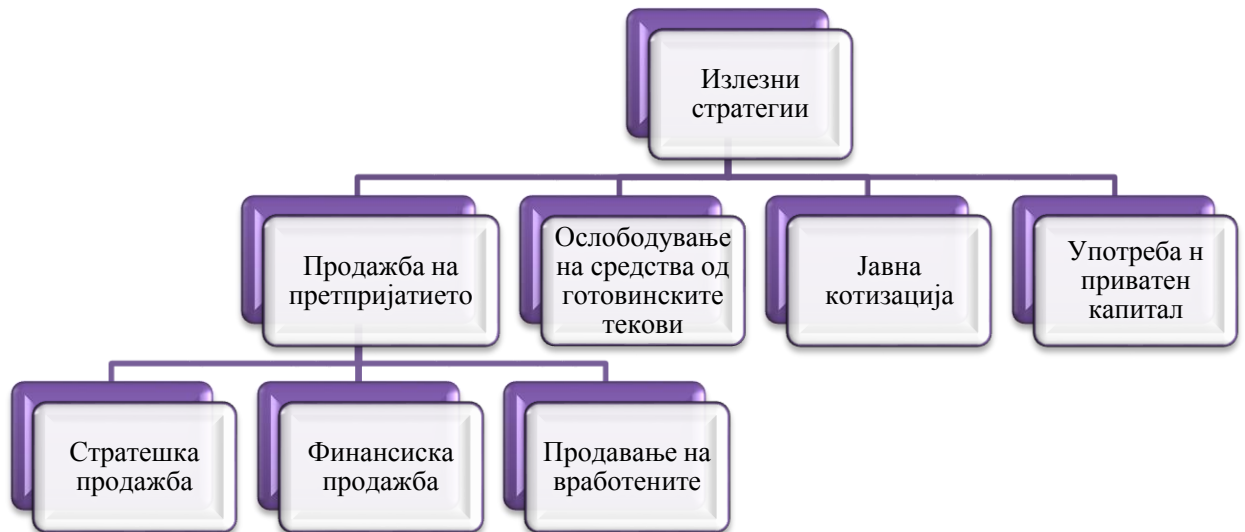 Излезни
стратегии
Продажба на
претпријатието
Ослободување
на средства од
готовинските
текови
Јавна
котизација
Употреба н
приватен
капитал
Стратешка
продажба
Финансиска
продажба
Продавање на
вработените